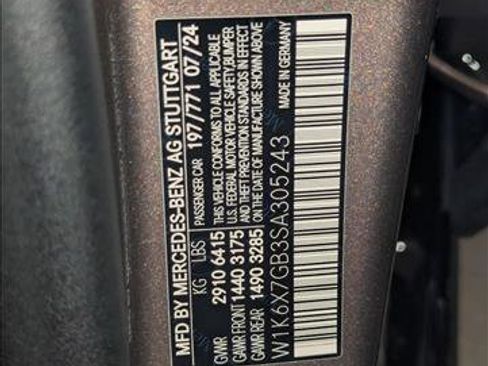 MFD BY MERCEDES-BENZ AG STUTTGART
PASSENGER CAR 197/771 07/24
KG LBS THIS VEHICLE CONFORMS TO ALL APPLICABLE
GVWR 2910 6415 U.S. FEDERAL MOTOR VEHICLE SAFETY,BUMPER
GAWR FRONT 1440 3175 AND THEFT PREVENTION STANDARDS IN EFFECT
GAWR REAR 1490 3285 ON THE DATE OF MANUFACTURE SHOWN ABOVE
W1K6X7GB3SA305243 MADE IN GERMANY